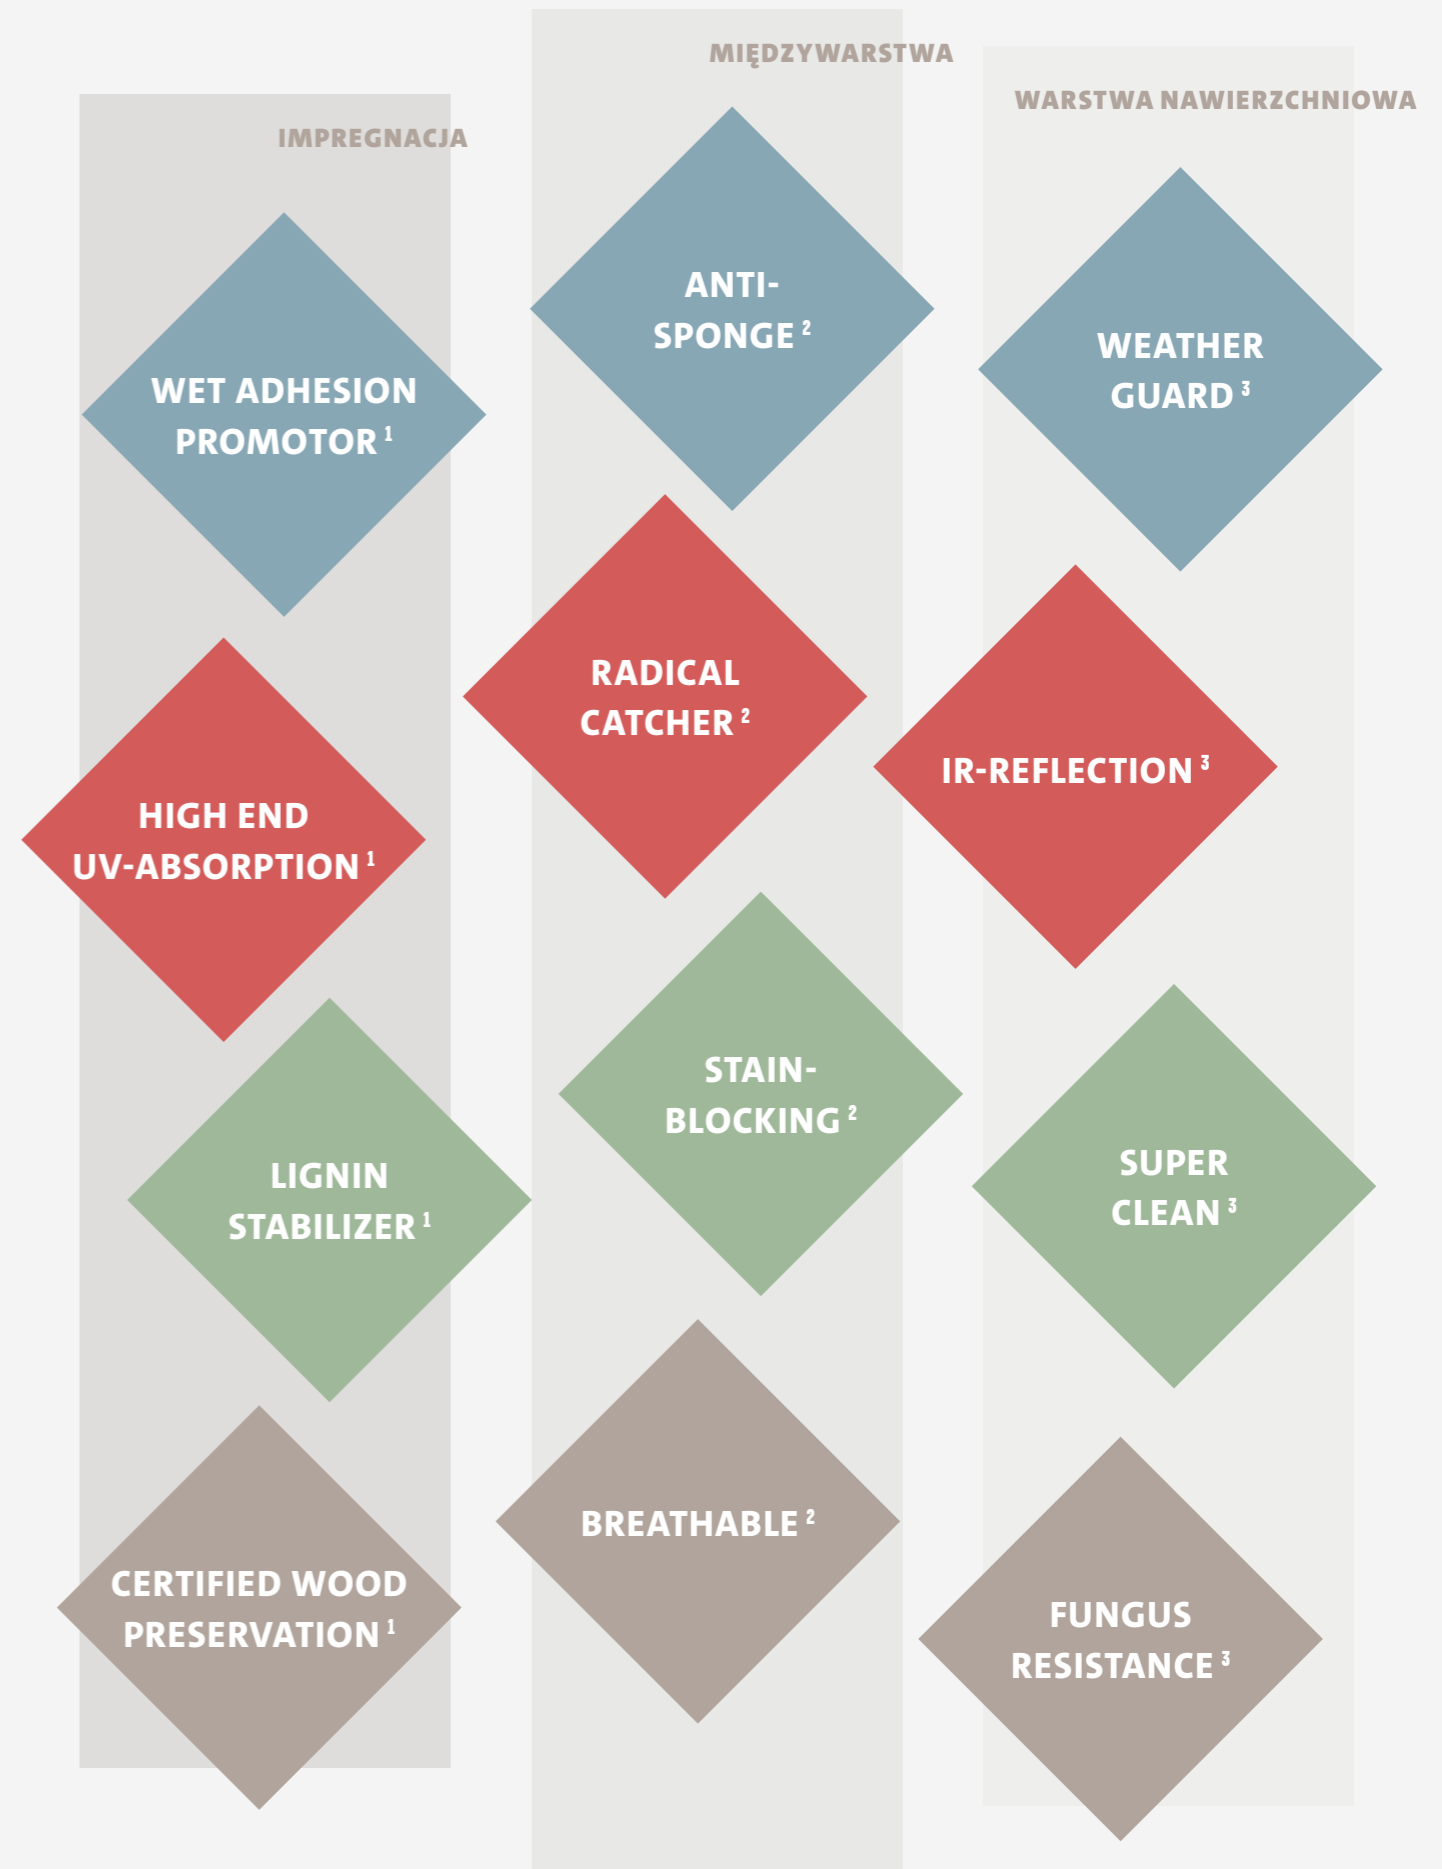 IMPREGNACJA
WET ADHESION
PROMOTOR 1
HIGH END
UV-ABSORPTION 1
LIGNIN
STABILIZER 1
CERTIFIED WOOD
PRESERVATION 1
MIĘDZYWARSTWA
ANTI-
SPONGE 2
RADICAL
CATCHER 2
STAIN-
BLOCKING 2
BREATHABLE 2
WARSTWA NAWIERZCHNIOWA
WEATHER
GUARD 3
IR-REFLECTION 3
SUPER
CLEAN 3
FUNGUS
RESISTANCE 3